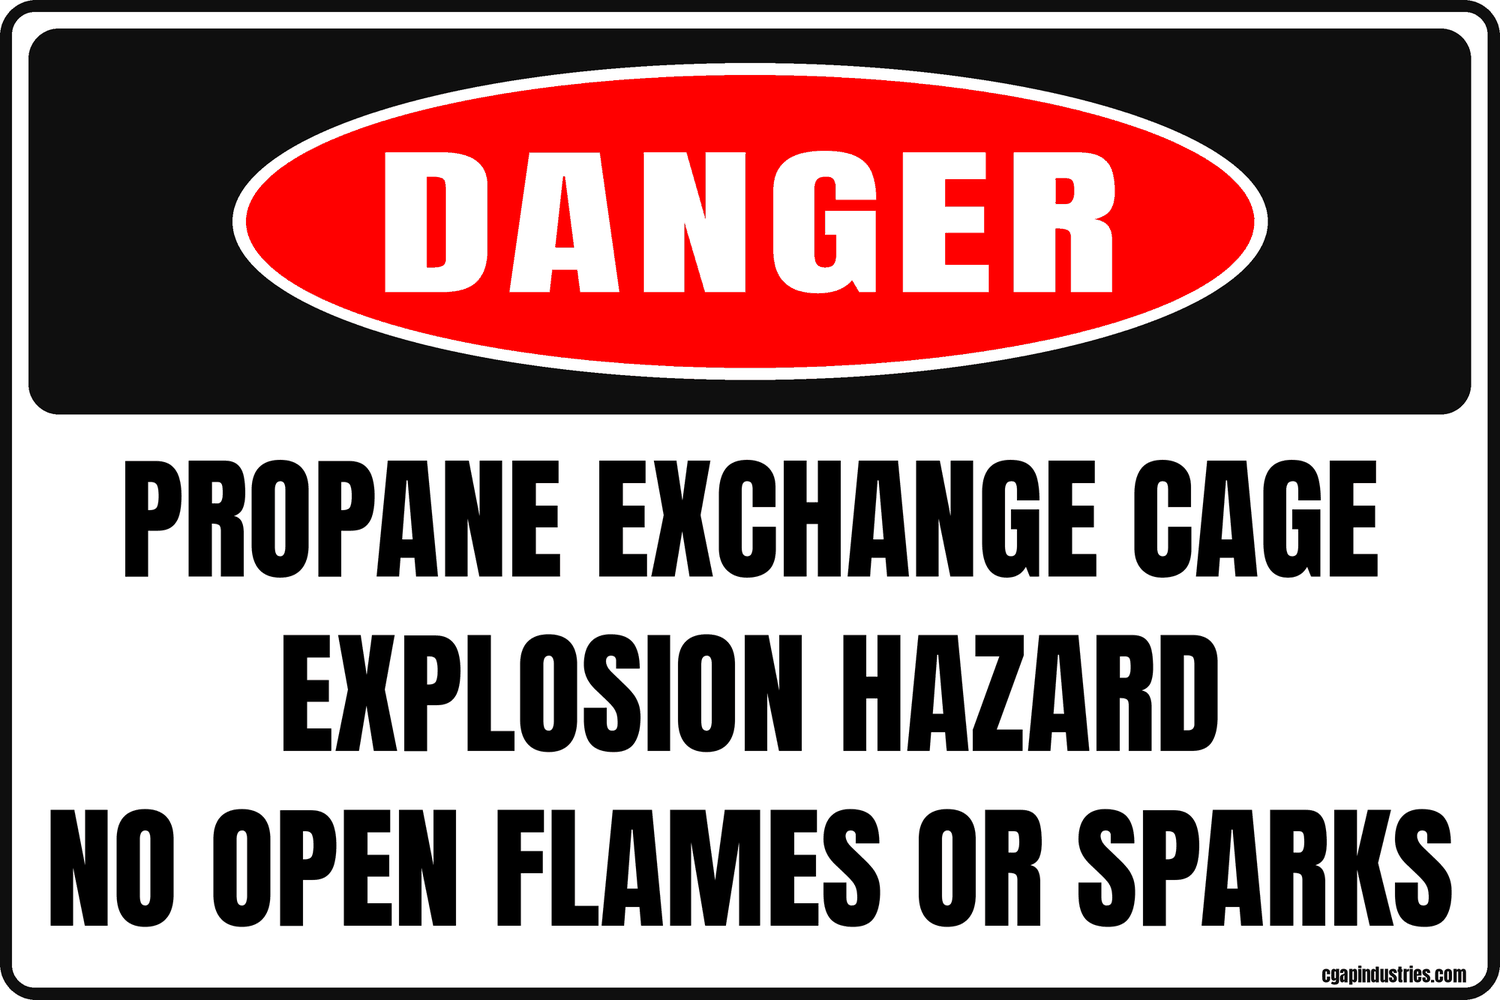 DANGER
PROPANE EXCHANGE CAGE
EXPLOSION HAZARD
NO OPEN FLAMES OR SPARKS
cgapindustries.com